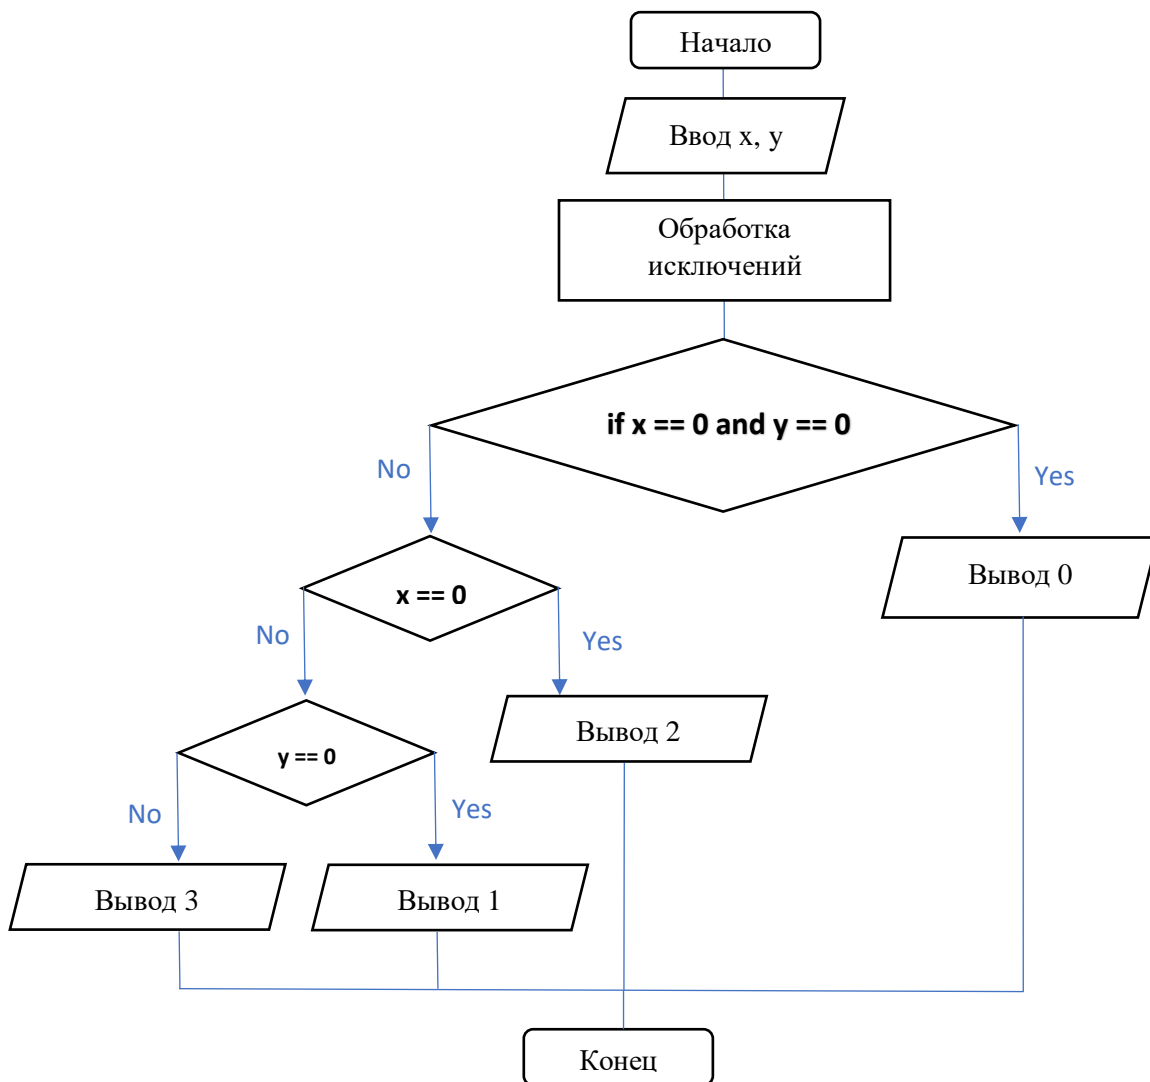 Начало
Ввод x, y
Обработка
исключений
if x == 0 and y == 0
No
Yes
x == 0
Вывод 0
No
Yes
y == 0
Вывод 2
No
Yes
Вывод 3
Вывод 1
Конец